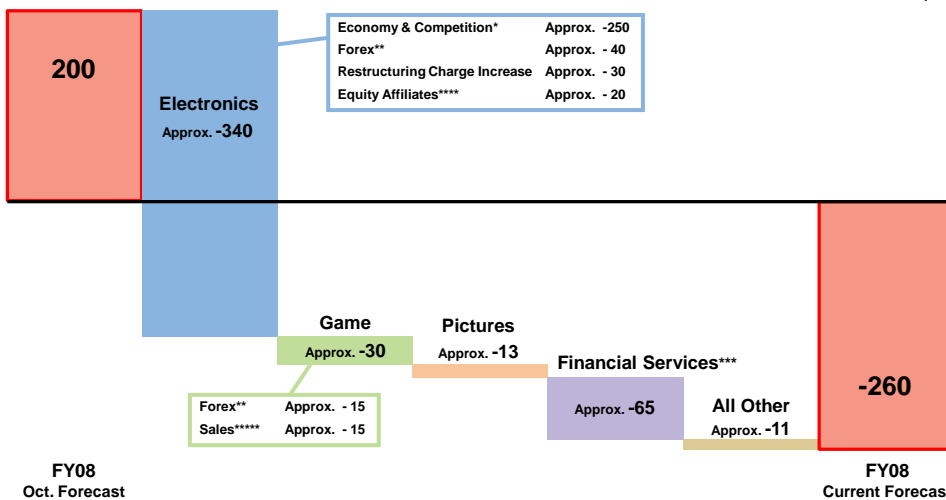 Economy & Competition* Approx. -250
Forex** Approx. - 40
Restructuring Charge Increase Approx. - 30
Equity Affiliates**** Approx. - 20
200
Electronics
Approx. -340
Game
Approx. -30
Pictures
Approx. -13
Financial Services***
Approx. -65
All Other
Approx. -11
-260
Forex** Approx. - 15
Sales***** Approx. - 15
FY08
Oct. Forecast
FY08
Current Forecas